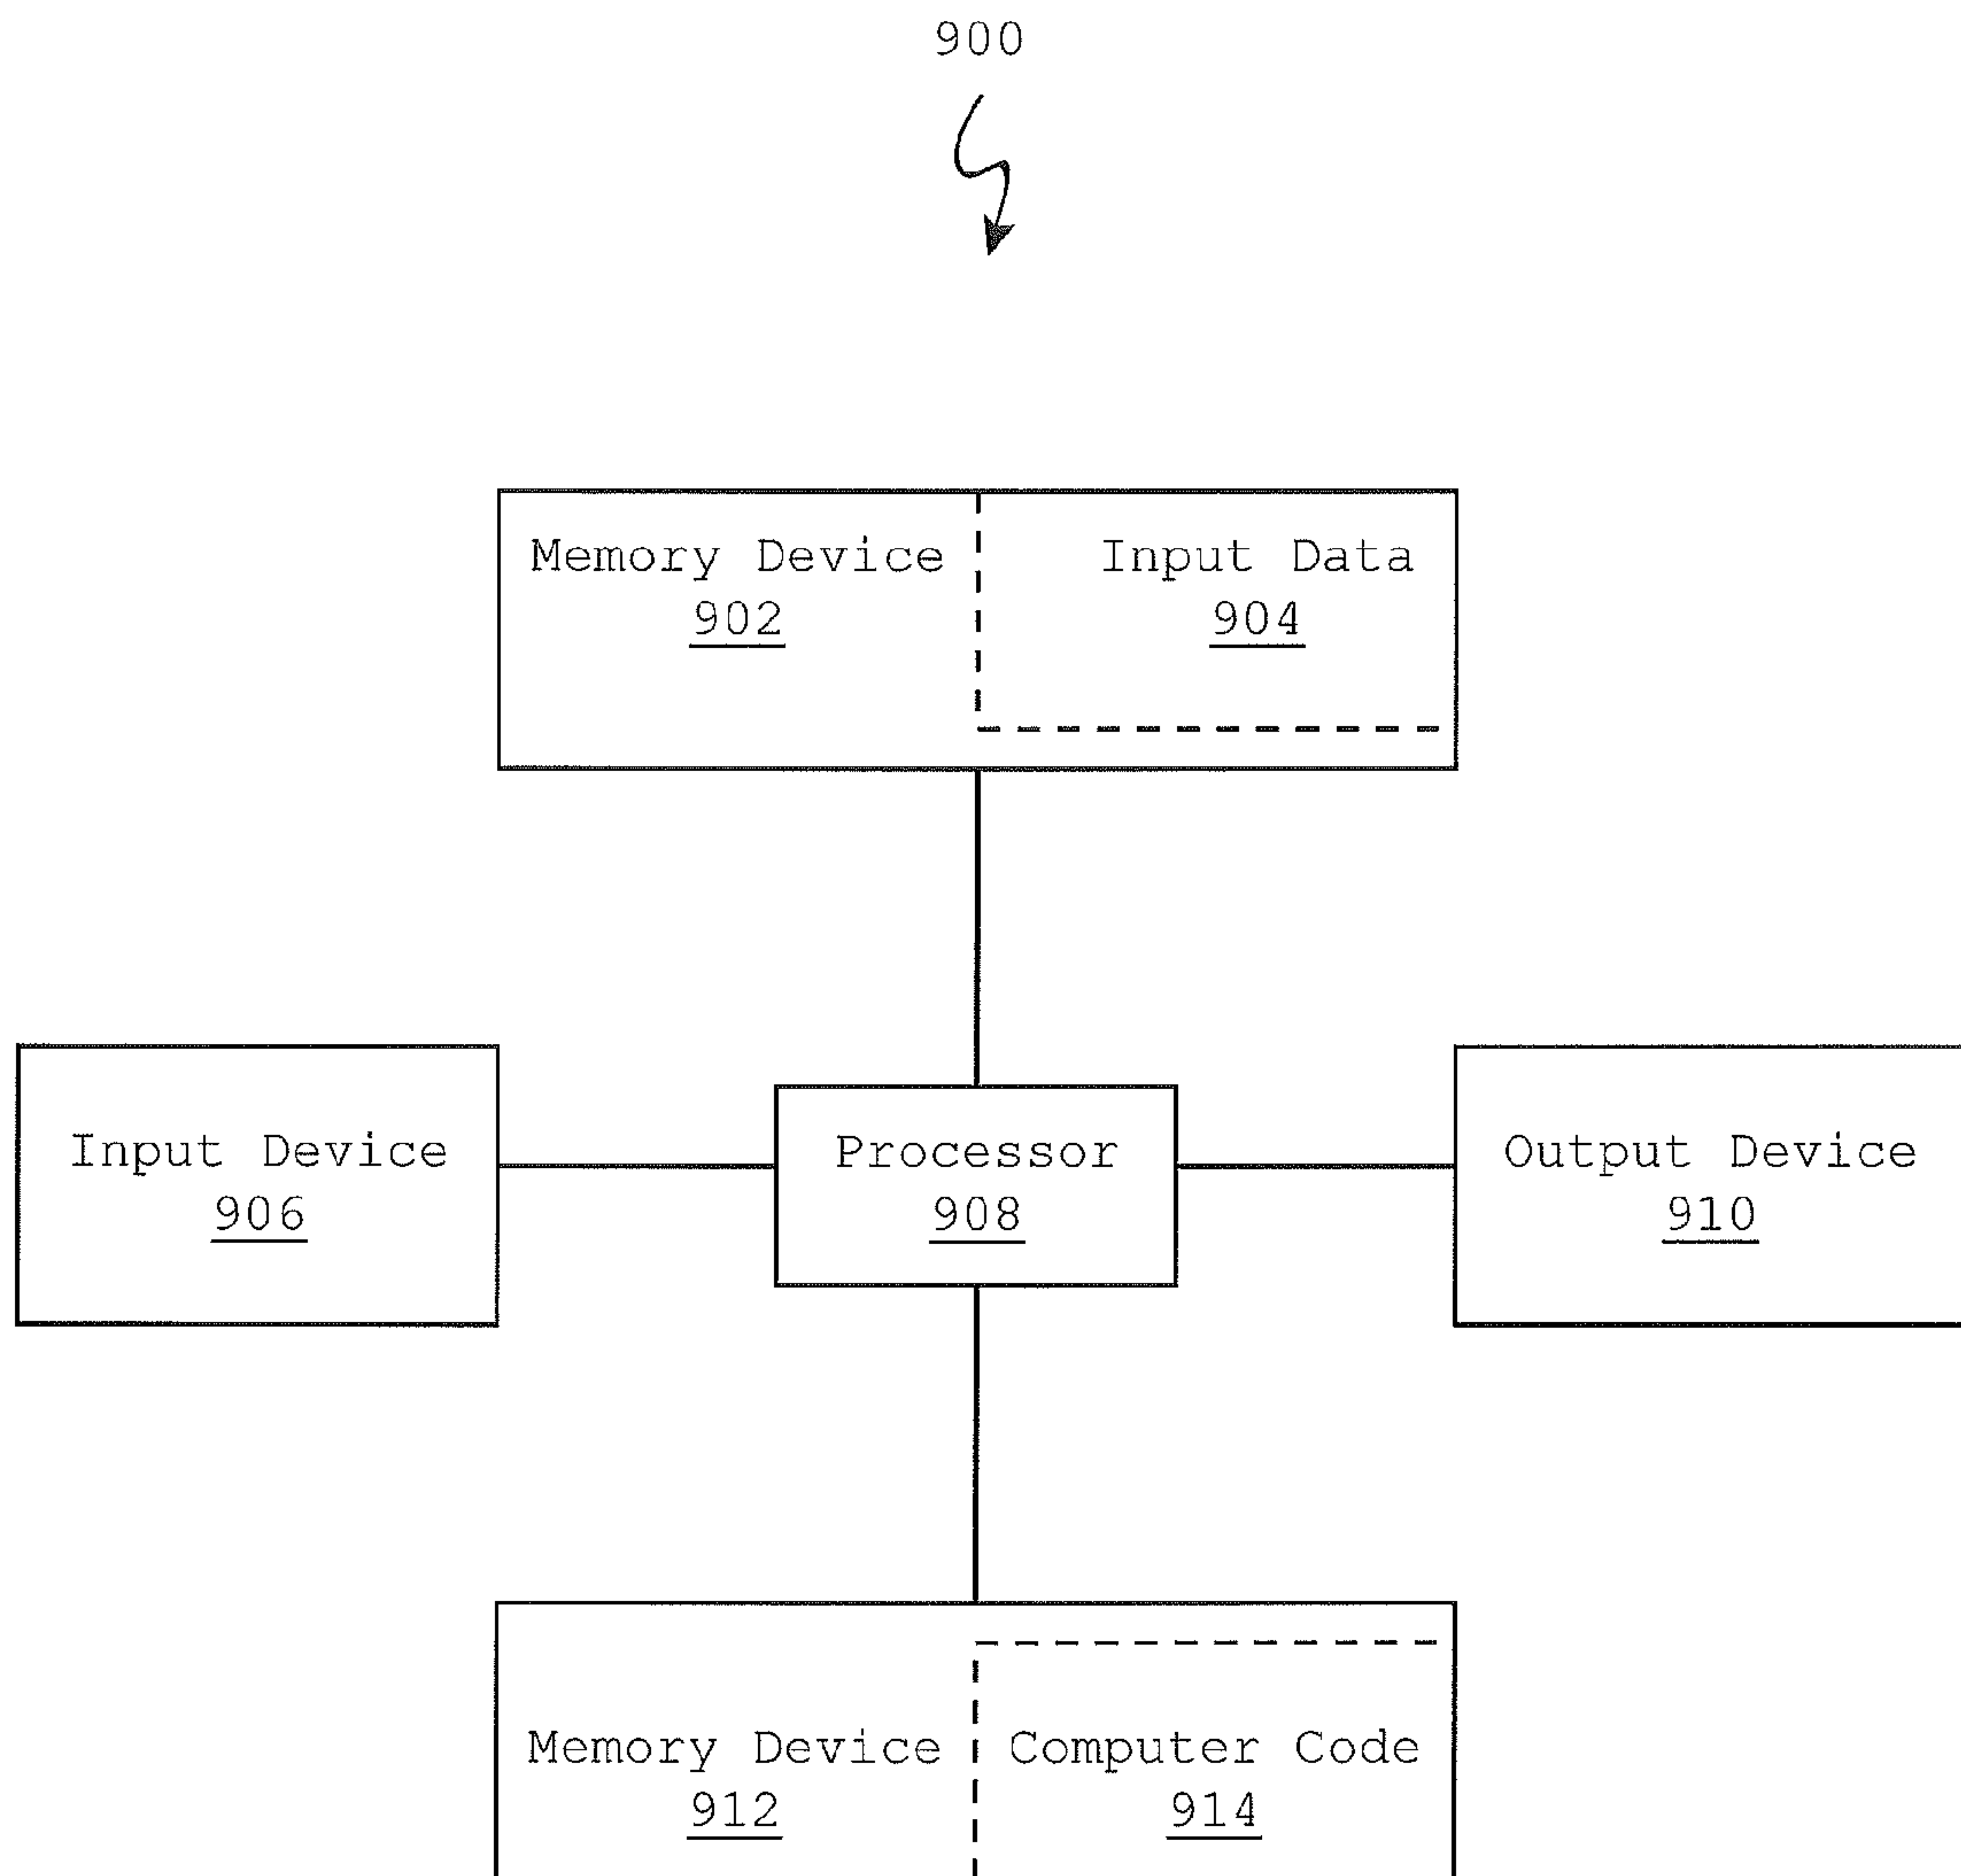 900
Memory Device
902
Input Data
904
Input Device
906
Processor
908
Output Device
910
Memory Device
912
Computer Code
914